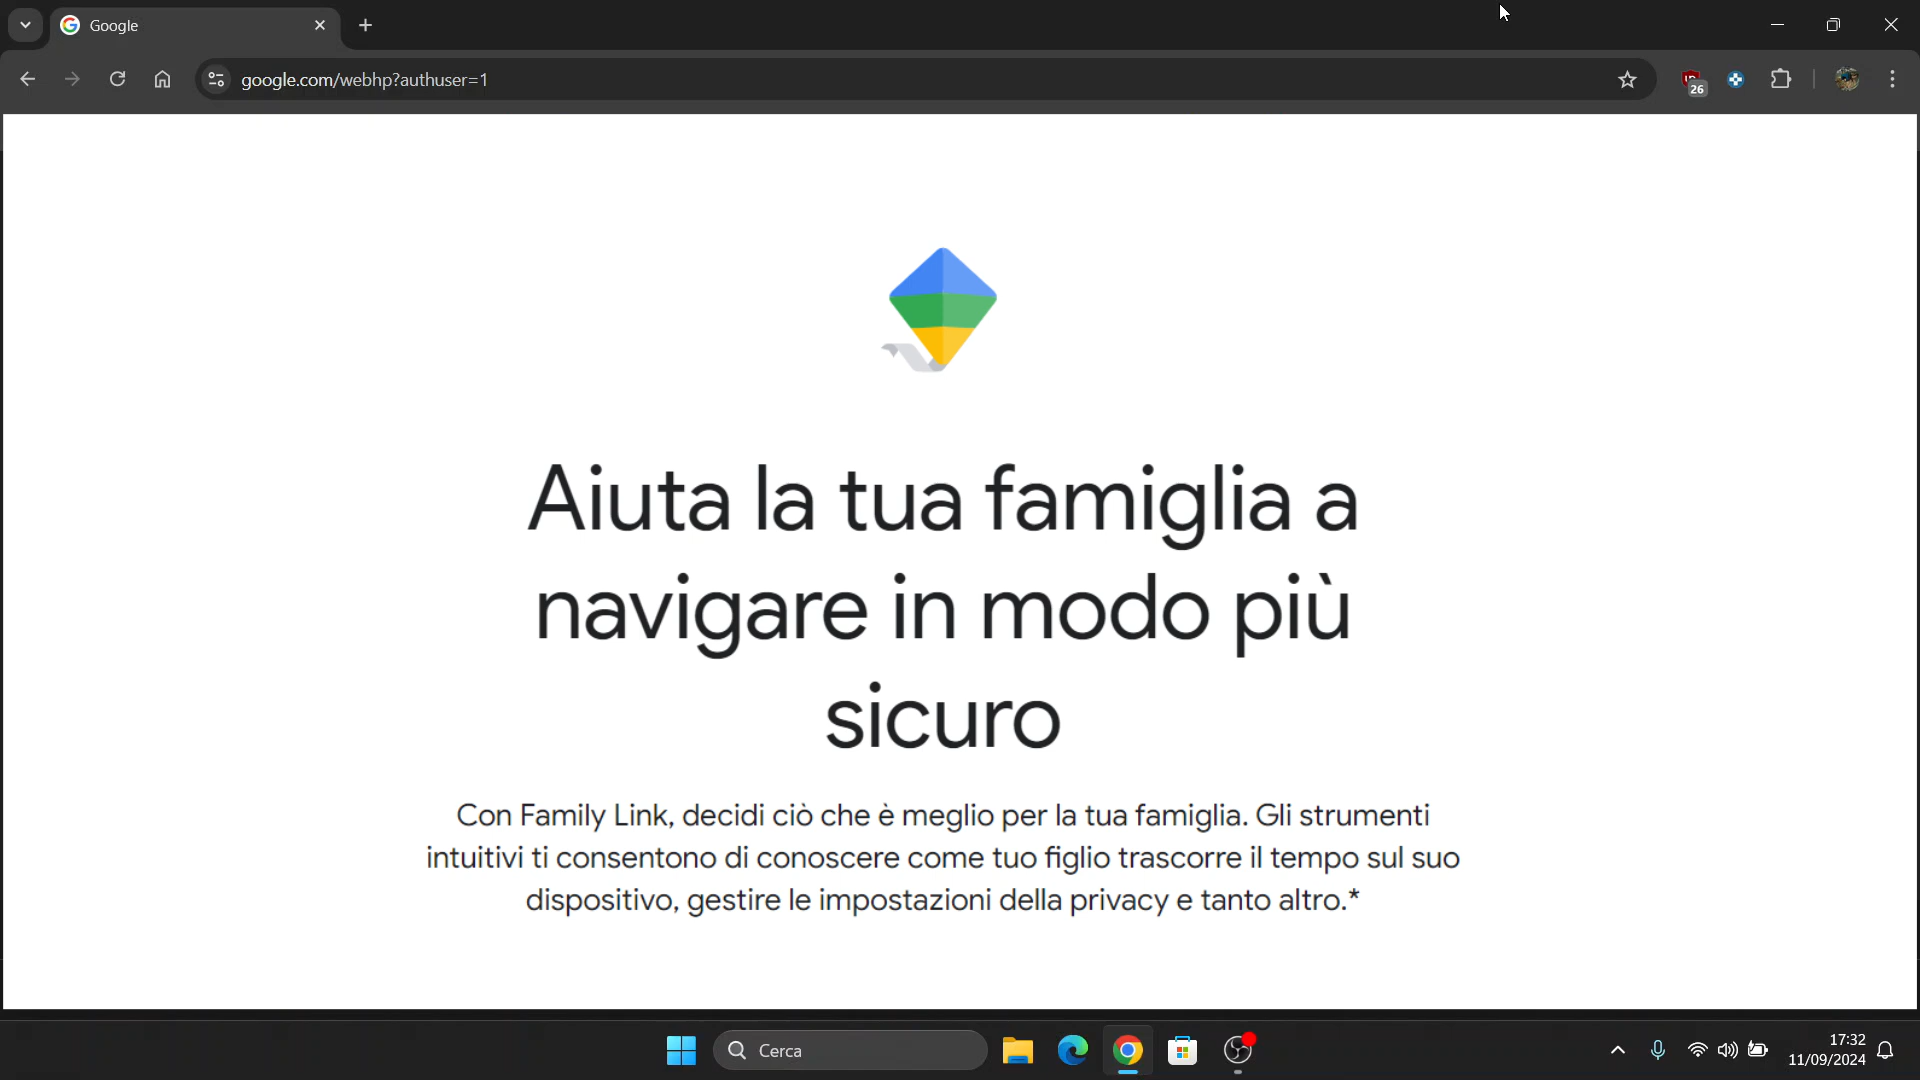 Google
google.com/webhp?authuser=1
26
Aiuta la tua famiglia a
navigare in modo più
sicuro
Con Family Link, decidi ciò che è meglio per la tua famiglia. Gli strumenti
intuitivi ti consentono di conoscere come tuo figlio trascorre il tempo sul suo
dispositivo, gestire le impostazioni della privacy e tanto altro.*
Cerca
17:32
11/09/2024